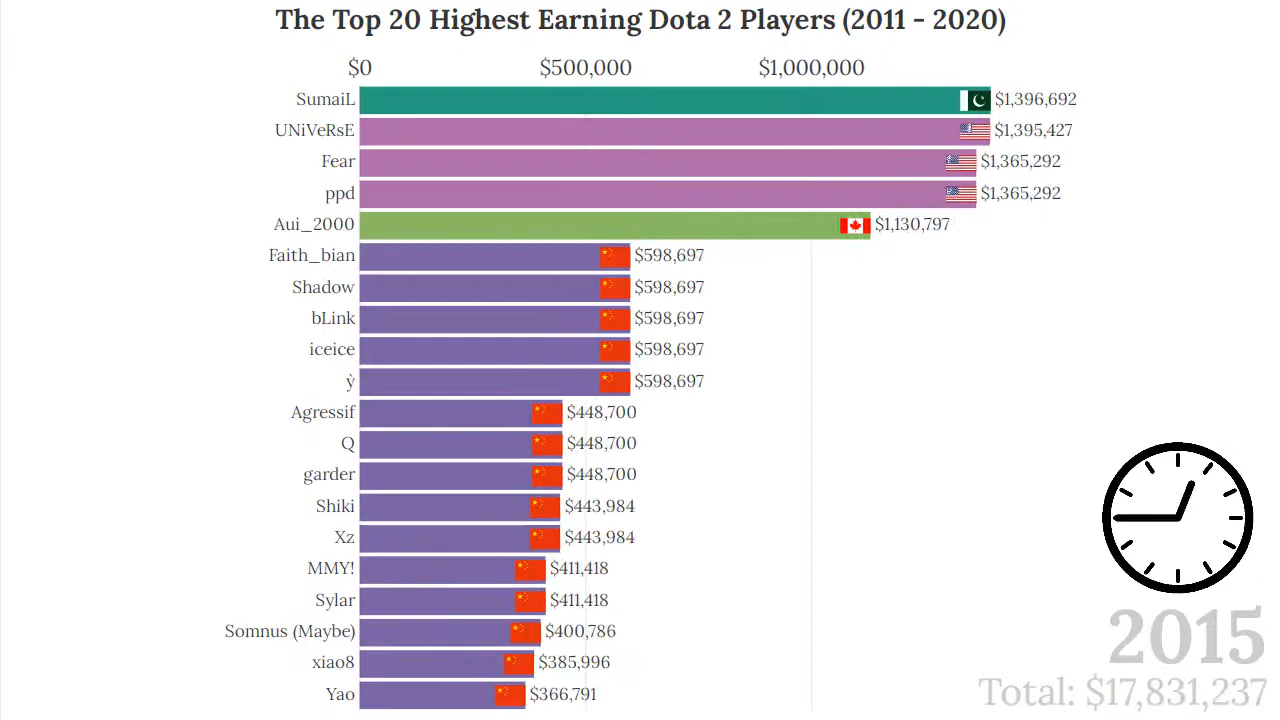 The Top 20 Highest Earning Dota 2 Players (2011 - 2020)
$0 $500,000 $1,000,000
SumaiL $1,396,692
UNiVeRsE $1,395,427
Fear $1,365,292
ppd $1,365,292
Aui_2000 $1,130,797
Faith_bian $598,697
Shadow $598,697
bLink $598,697
iceice $598,697
ỳ $598,697
Agressif $448,700
Q $448,700
garder $448,700
Shiki $443,984
Xz $443,984
MMY! $411,418
Sylar $411,418
Somnus (Maybe) $400,786
xiao8 $385,996
Yao $366,791
2015
Total: $17,831,237